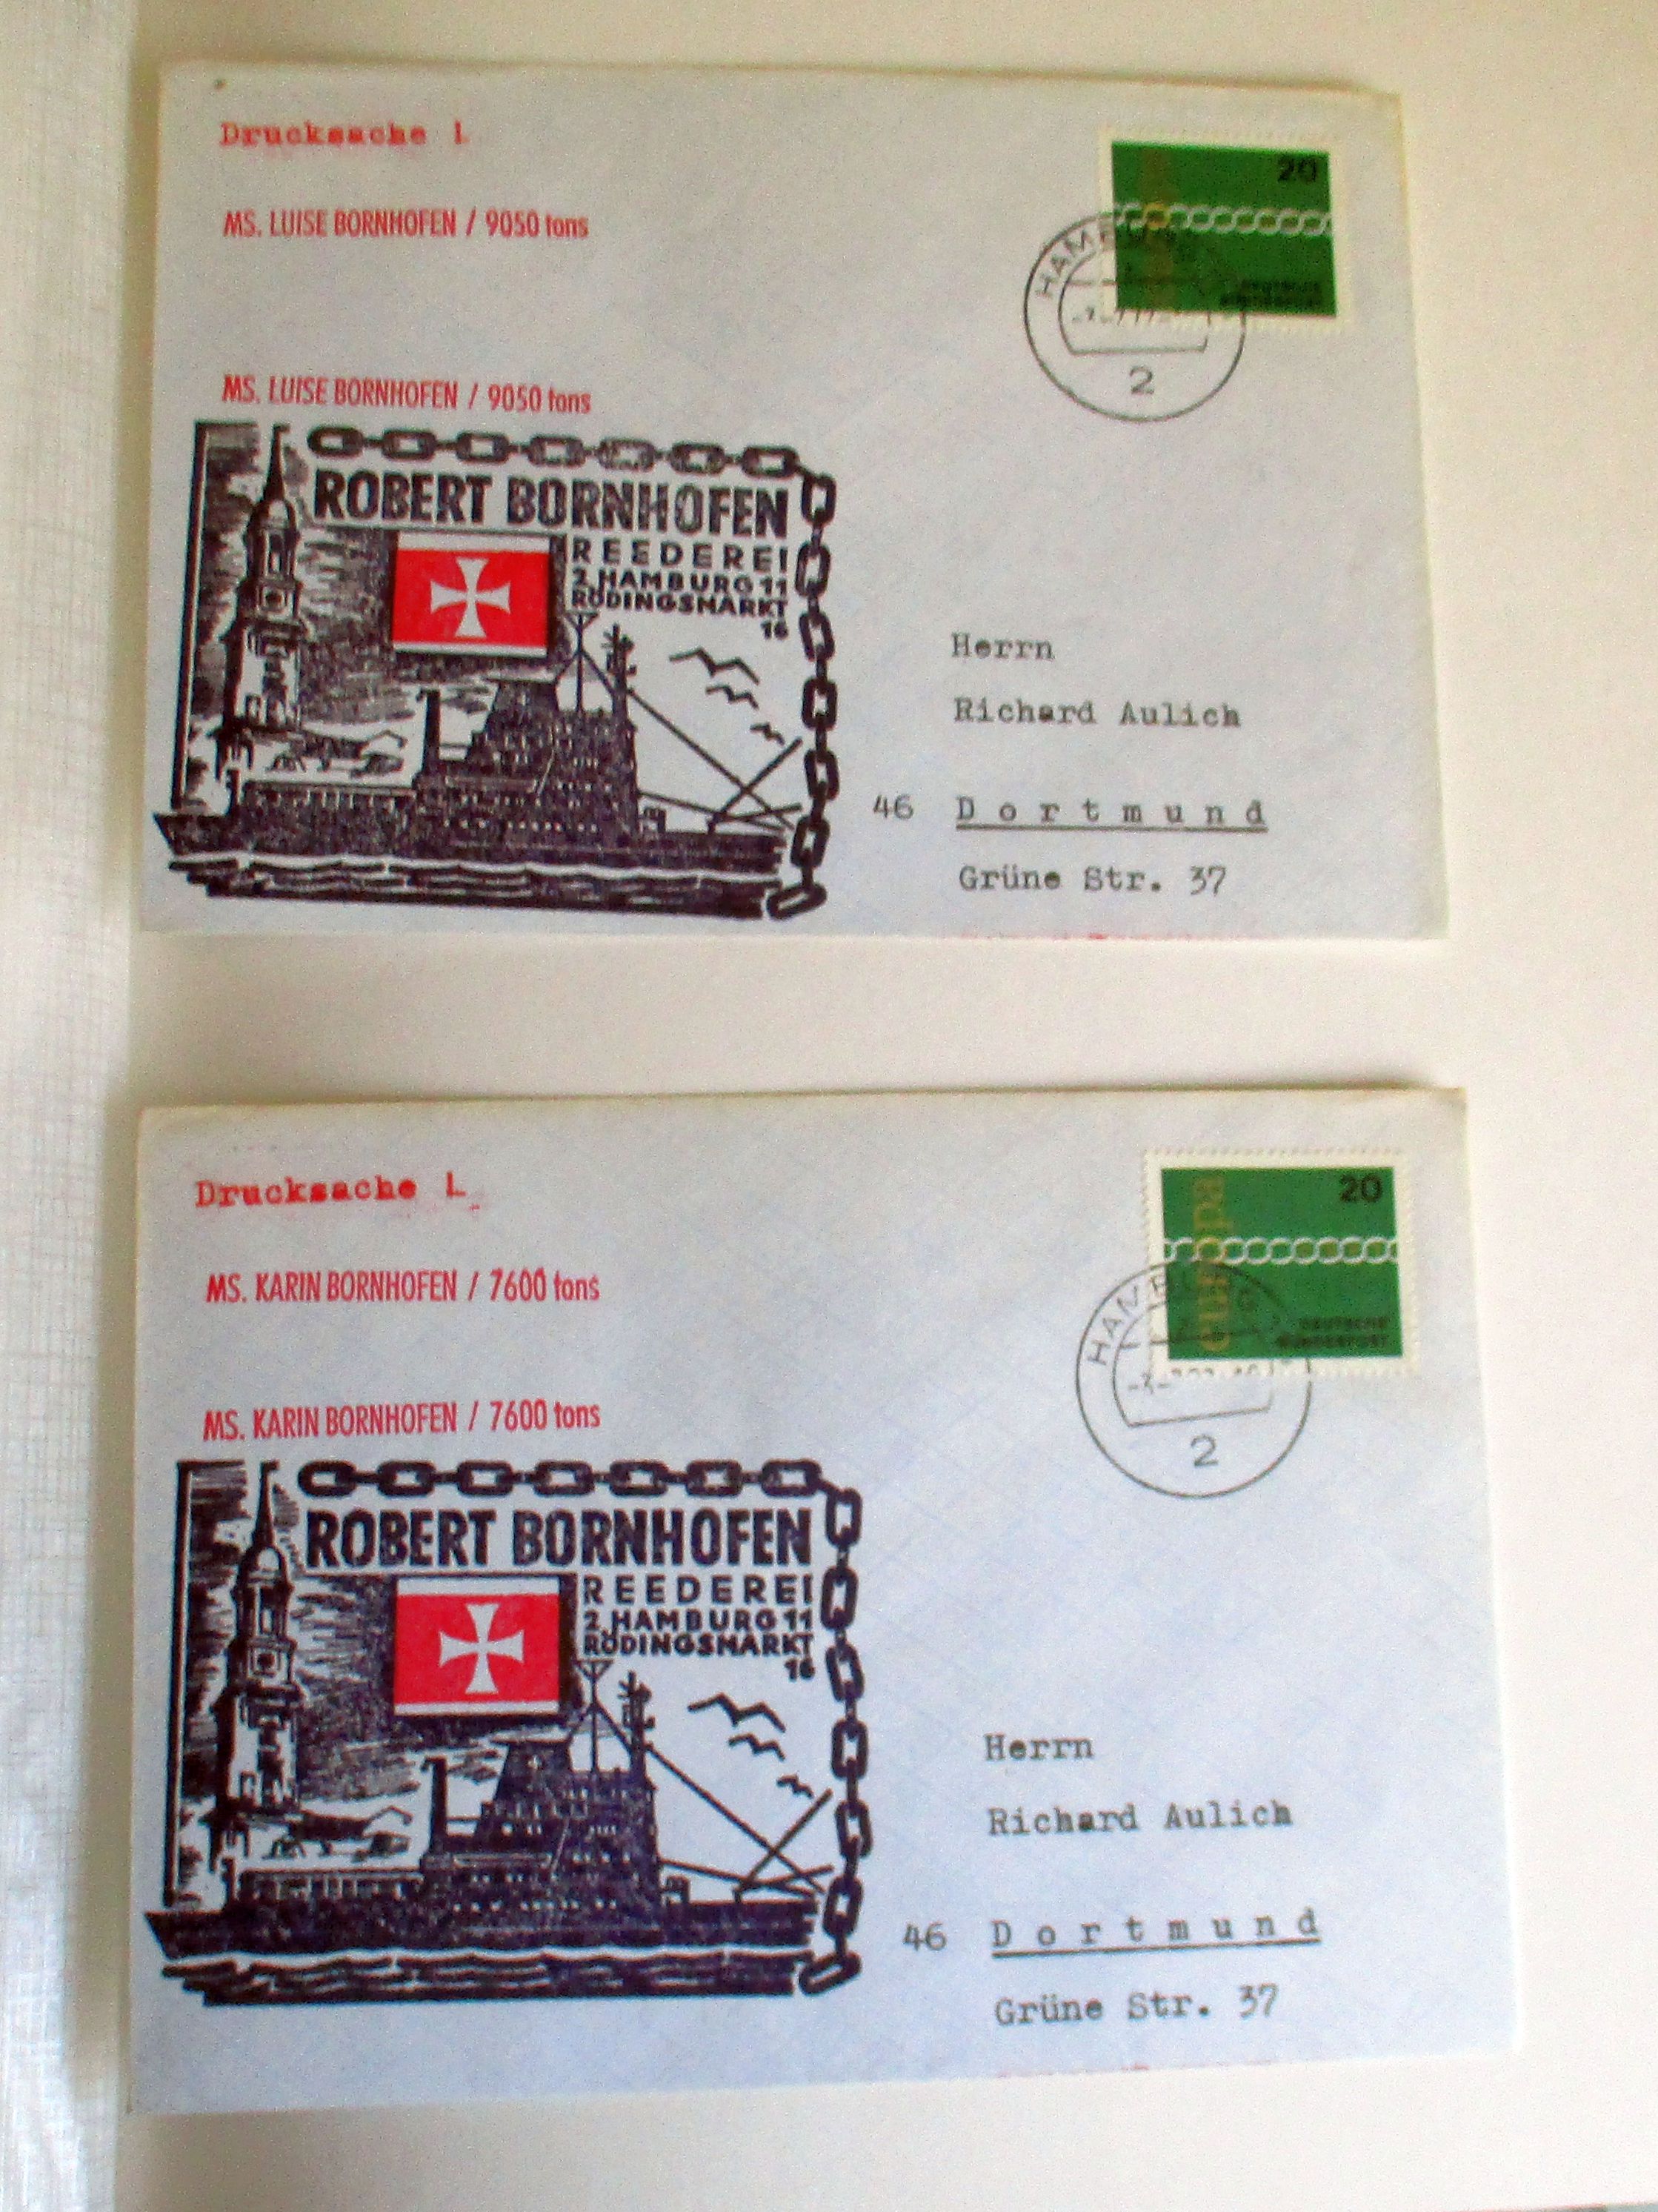 Drucksache
MS. LUISE BORNHOFEN / 9050 tons
MS. LUISE BORNHOFEN / 9050 tons
ROBERT BORNHOFEN
REEDEREI
2 HAMBURG 11
RÖDINGSMARKT
16
20
DEUTSCHE
BUNDESPOST
HAMBURG
2
Herrn
Richard Aulich
46 Dortmund
Grüne Str. 37
Drucksache
MS. KARIN BORNHOFEN / 7600 tons
MS. KARIN BORNHOFEN / 7600 tons
ROBERT BORNHOFEN
REEDEREI
2 HAMBURG 11
RÖDINGSMARKT
16
20
europa
DEUTSCHE
BUNDESPOST
HAMBURG
2
Herrn
Richard Aulich
46 Dortmund
Grüne Str. 37